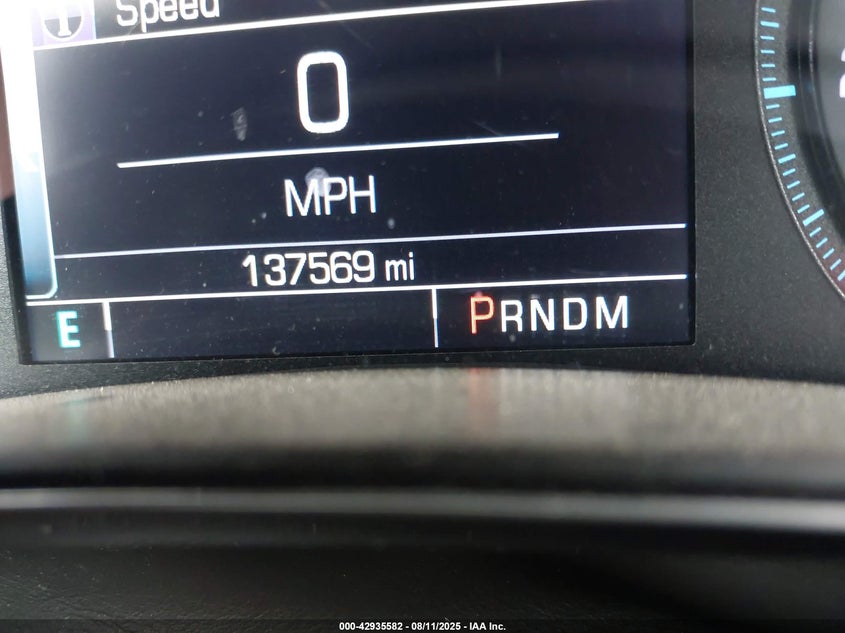 Speed
0
MPH
137569 mi
E
PRNDM
000-42935582 - 08/11/2025 - IAA Inc.